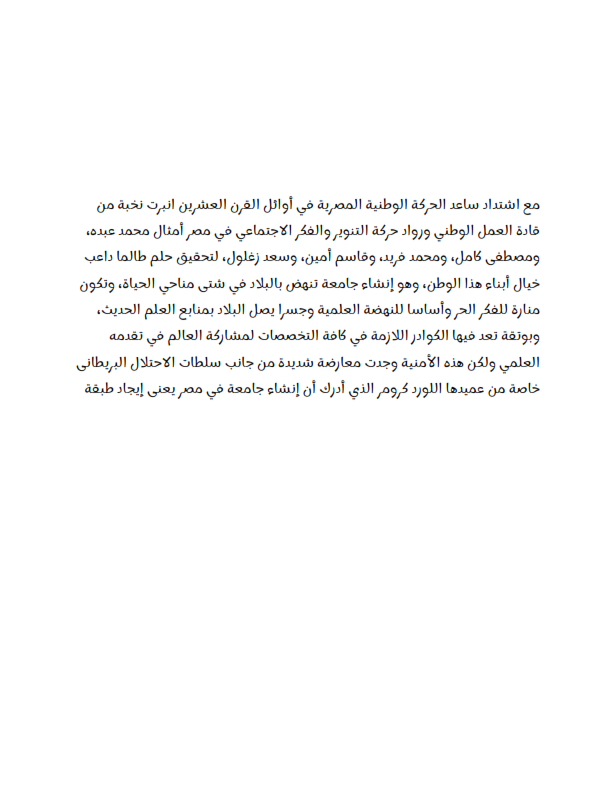 مع اشتداد ساعد الحركة الوطنية المصرية في أوائل القرن العشرين انبرت نخبة من
قادة العمل الوطني ورواد حركة التنوير والفكر الاجتماعي في مصر أمثال محمد عبده،
ومصطفى كامل، ومحمد فريد، وقاسم أمين، وسعد زغلول، لتحقيق حلم طالما داعب
خيال أبناء هذا الوطن، وهو إنشاء جامعة تنهض بالبلاد في شتى مناحي الحياة، وتكون
منارة للفكر الحر وأساسا للنهضة العلمية وجسرا يصل البلاد بمنابع العلم الحديث،
وبوتقة تعد فيها الكوادر اللازمة في كافة التخصصات لمشاركة العالم في تقدمه
العلمي ولكن هذه الأمنية وجدت معارضة شديدة من جانب سلطات الاحتلال البريطانى
خاصة من عميدها اللورد كرومر الذي أدرك أن إنشاء جامعة في مصر يعنى إيجاد طبقة